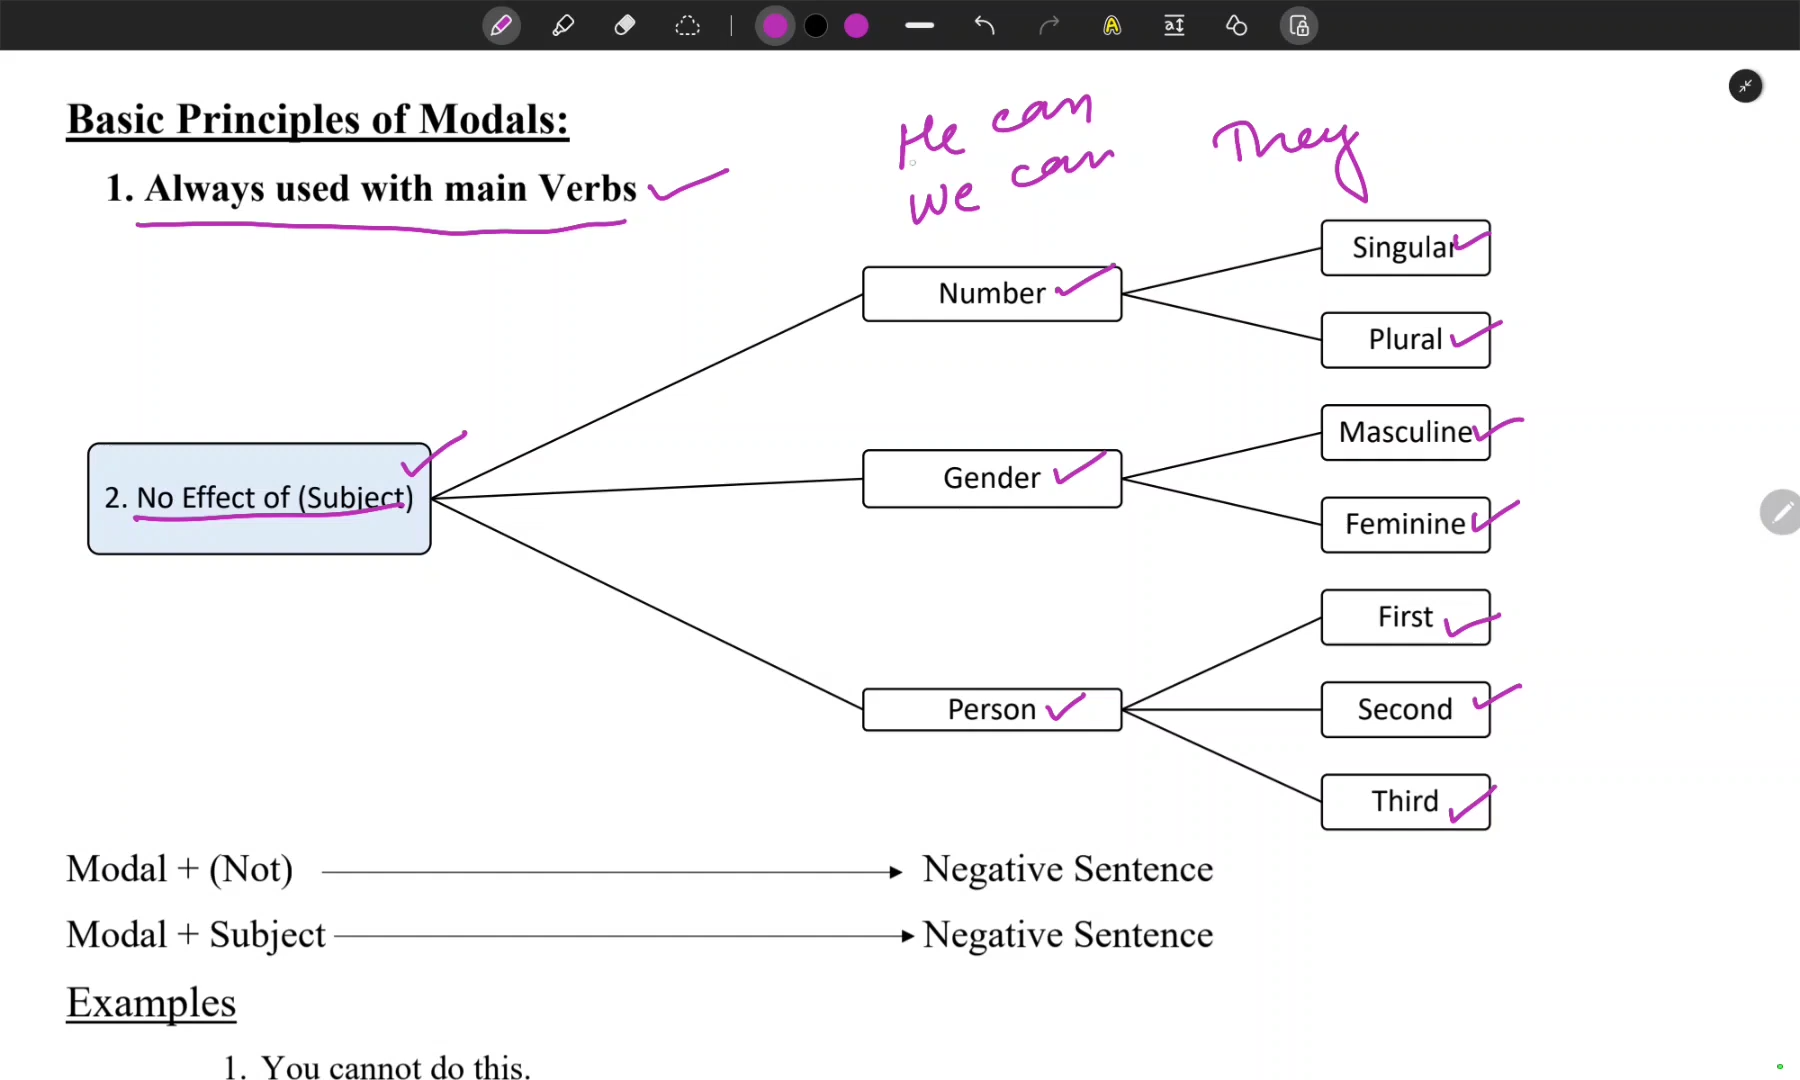 Basic Principles of Modals:
He can
They
1. Always used with main Verbs
we can
Singular
Number
Plural
Masculine
Gender
2. No Effect of (Subject)
Feminine
First
Person
Second
Third
Modal + (Not) Negative Sentence
Modal + Subject Negative Sentence
Examples
1. You cannot do this.